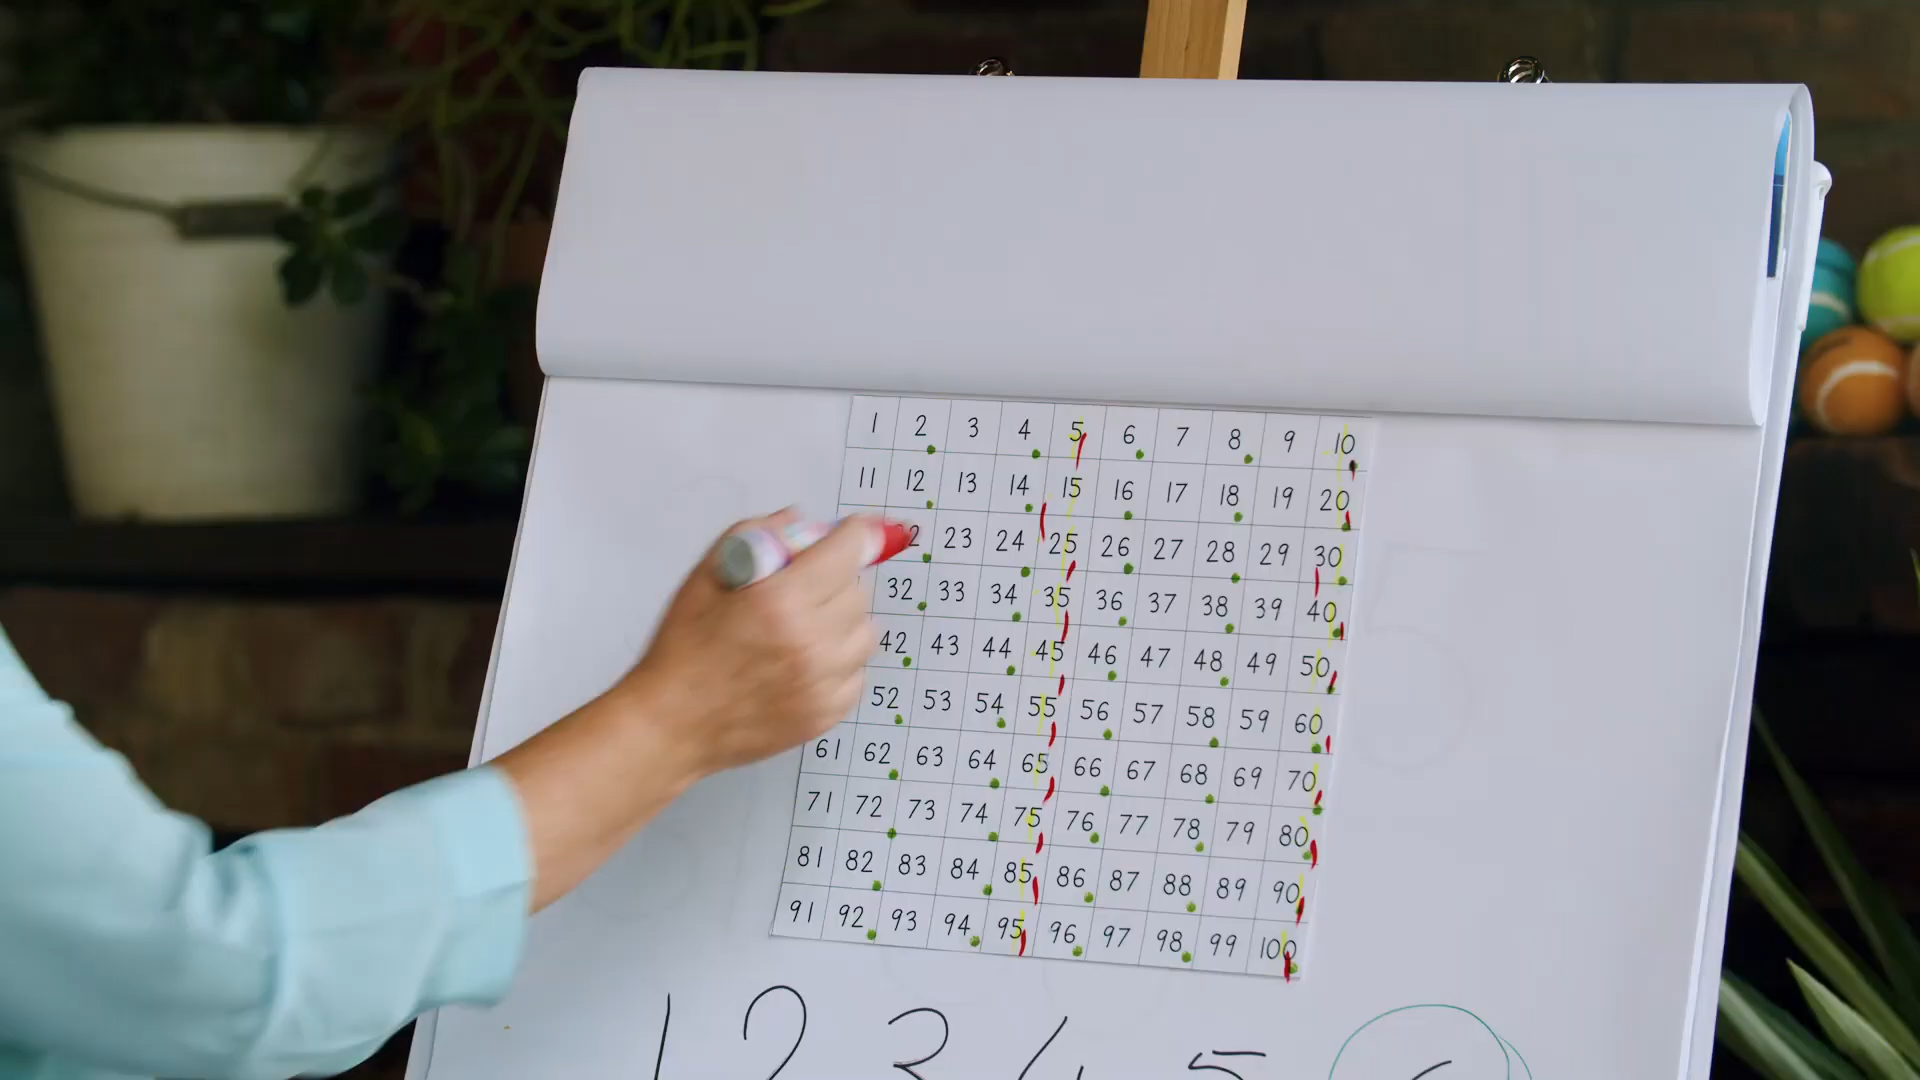 1 2 3 4 5 6 7 8 9 10
11 12 13 14 15 16 17 18 19 20
23 24 25 26 27 28 29 30
32 33 34 35 36 37 38 39 40
42 43 44 45 46 47 48 49 50
52 53 54 55 56 57 58 59 60
61 62 63 64 65 66 67 68 69 70
71 72 73 74 75 76 77 78 79 80
81 82 83 84 85 86 87 88 89 90
91 92 93 94 95 96 97 98 99 100
1 2 3 4 5